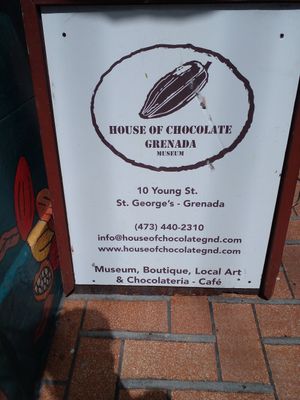 HOUSE OF CHOCOLATE
GRENADA
MUSEUM
10 Young St.
St. George's - Grenada
(473) 440-2310
info@houseofchocolategnd.com
www.houseofchocolategnd.com
Museum, Boutique, Local Art
& Chocolateria - Café